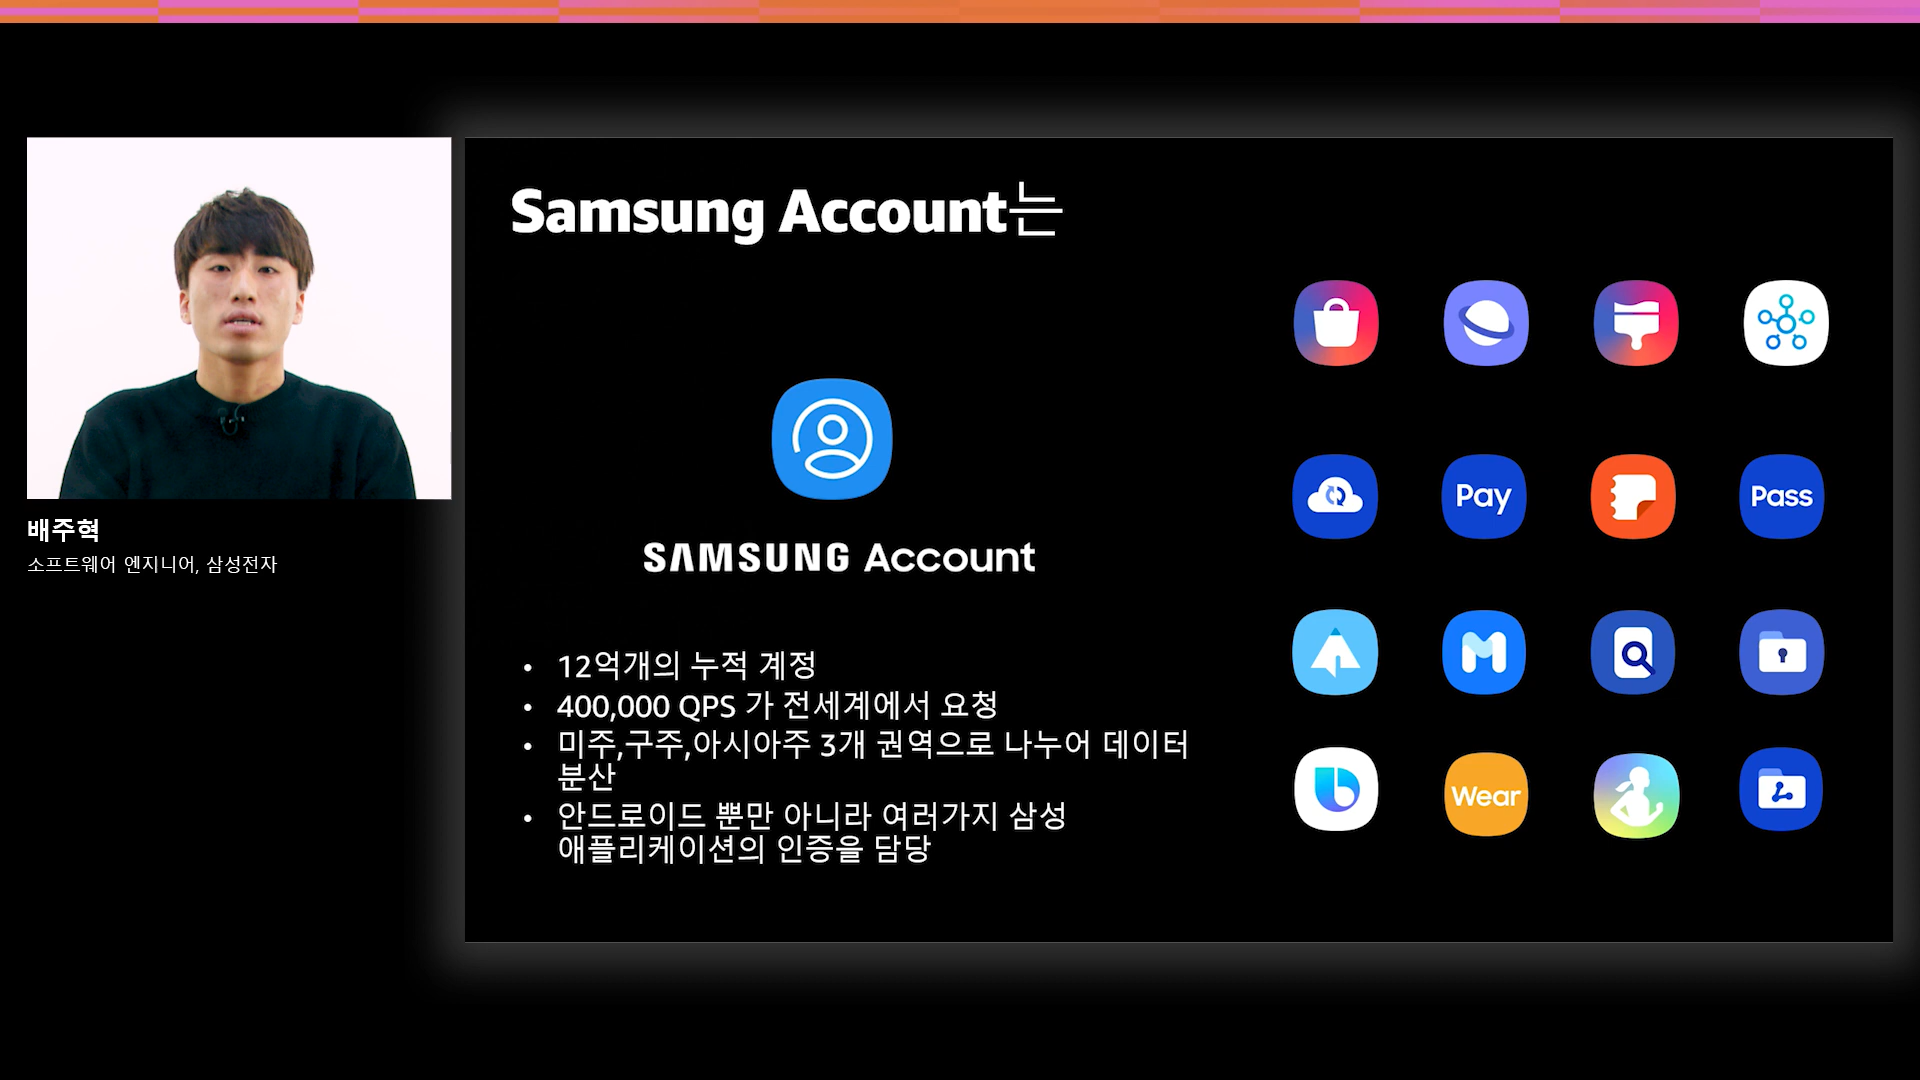 Samsung Account는
배주혁
소프트웨어 엔지니어, 삼성전자
SAMSUNG Account
• 12억개의 누적 계정
• 400,000 QPS 가 전세계에서 요청
• 미주,구주,아시아주 3개 권역으로 나누어 데이터
분산
• 안드로이드 뿐만 아니라 여러가지 삼성
애플리케이션의 인증을 담당
Pay
Pass
Wear